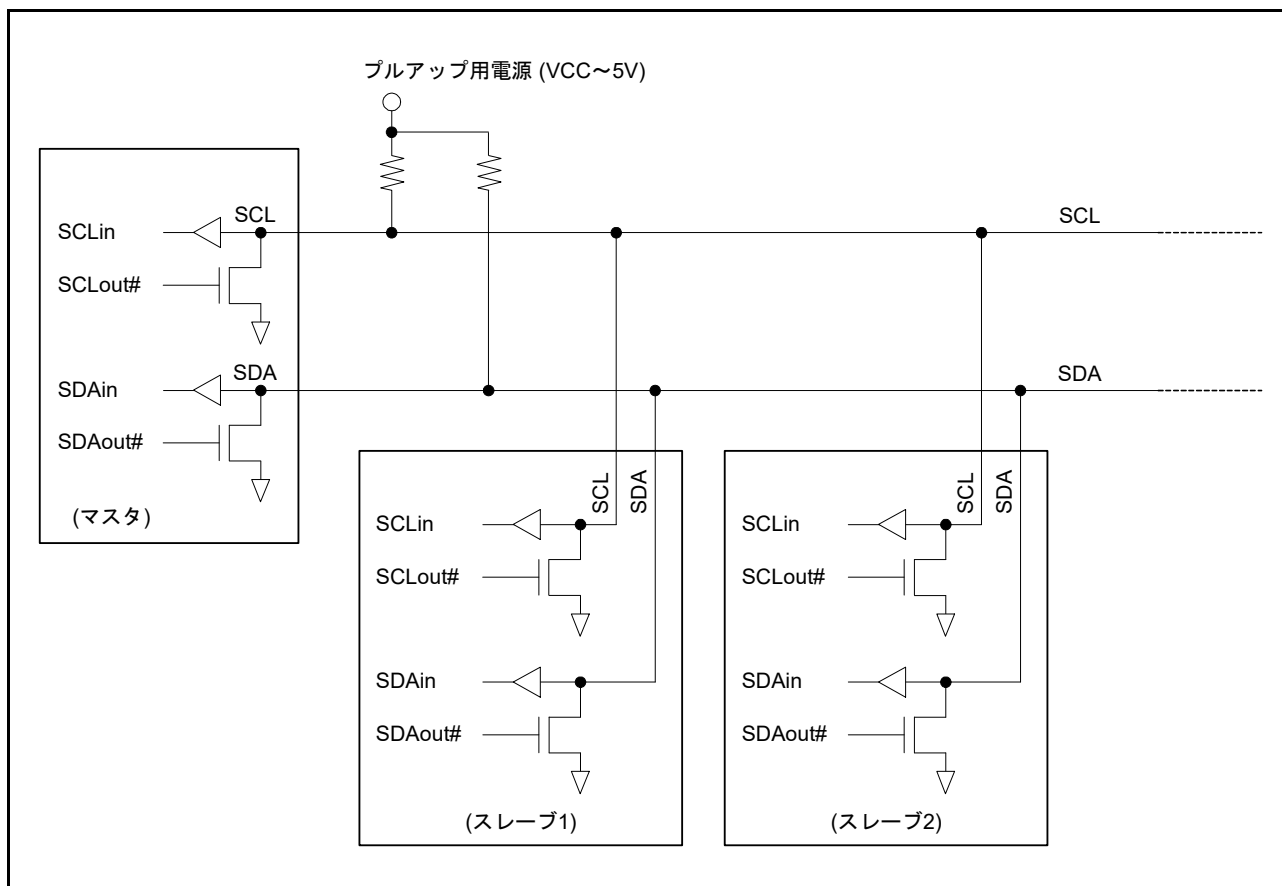 プルアップ用電源 (VCC～5V)
SCL
SCLin
SCLout#
SCL
SDA
SDAin
SDAout#
SDA
(マスタ)
SCL
SDA
SCLin
SCLout#
SDAin
SDAout#
(スレーブ1)
SCL
SDA
SCLin
SCLout#
SDAin
SDAout#
(スレーブ2)